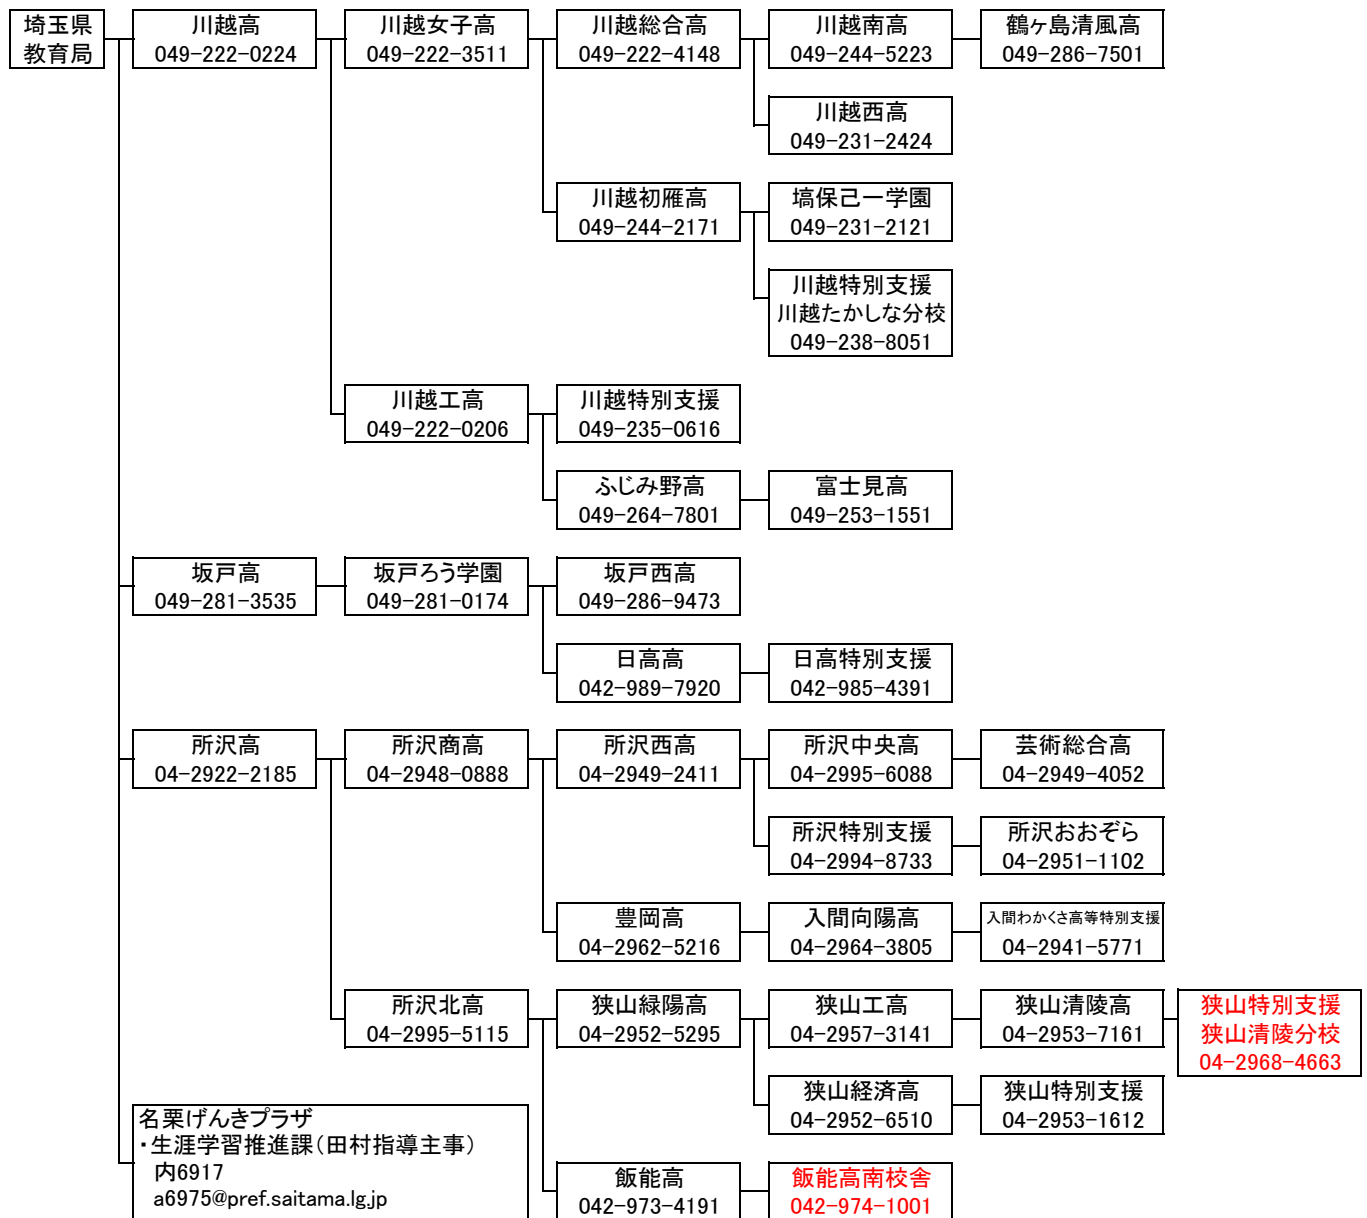 埼玉県
教育局
川越高
049-222-0224
川越女子高
049-222-3511
川越総合高
049-222-4148
川越南高
049-244-5223
鶴ヶ島清風高
049-286-7501
川越西高
049-231-2424
川越初雁高
049-244-2171
塙保己一学園
049-231-2121
川越特別支援
川越たかしな分校
049-238-8051
川越工高
049-222-0206
川越特別支援
049-235-0616
ふじみ野高
049-264-7801
富士見高
049-253-1551
坂戸高
049-281-3535
坂戸ろう学園
049-281-0174
坂戸西高
049-286-9473
日高高
042-989-7920
日高特別支援
042-985-4391
所沢高
04-2922-2185
所沢商高
04-2948-0888
所沢西高
04-2949-2411
所沢中央高
04-2995-6088
芸術総合高
04-2949-4052
所沢特別支援
04-2994-8733
所沢おおぞら
04-2951-1102
豊岡高
04-2962-5216
入間向陽高
04-2964-3805
入間わかくさ高等特別支援
04-2941-5771
所沢北高
04-2995-5115
狭山緑陽高
04-2952-5295
狭山工高
04-2957-3141
狭山清陵高
04-2953-7161
狭山特別支援
狭山清陵分校
04-2968-4663
狭山経済高
04-2952-6510
狭山特別支援
04-2953-1612
名栗げんきプラザ
・生涯学習推進課（田村指導主事）
内6917
a6975@pref.saitama.lg.jp
飯能高
042-973-4191
飯能高南校舎
042-974-1001